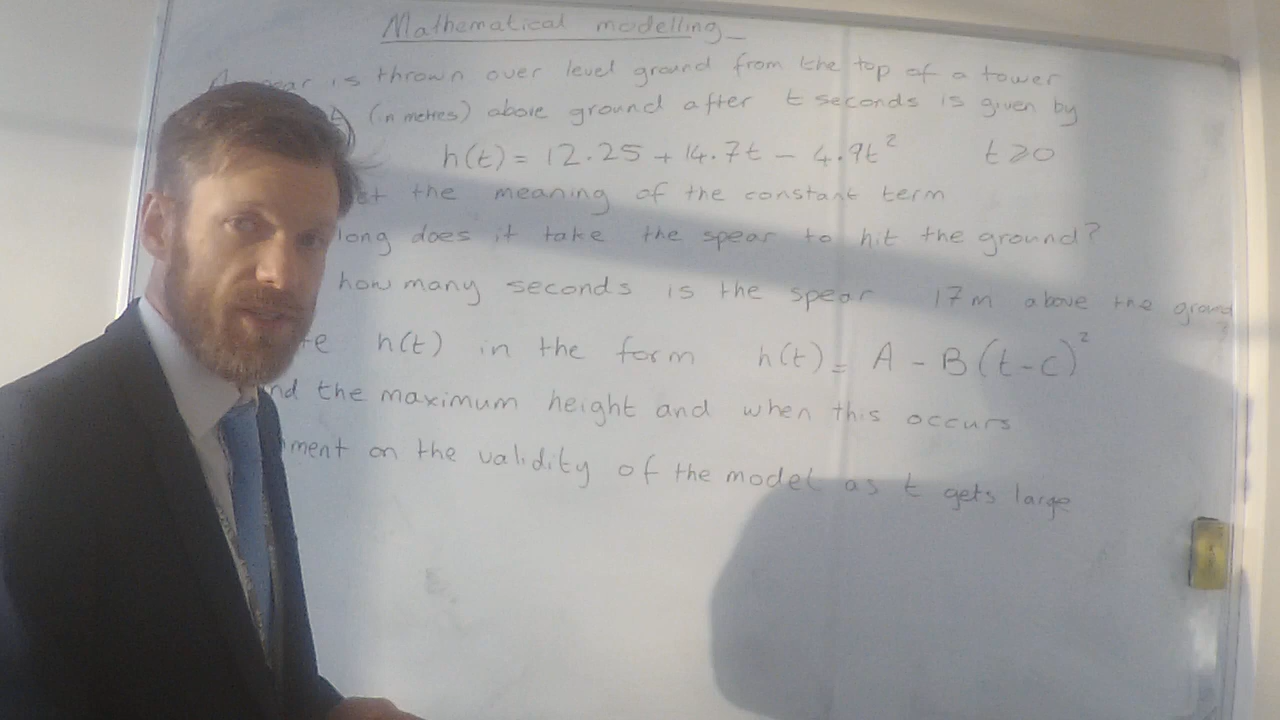 Mathematical modelling
is thrown over level ground from the top of a tower
(in metres) above ground after t seconds is given by
h(t) = 12.25 + 14.7t - 4.9t² t ≥ 0
the meaning of the constant term
long does it take the spear to hit the ground?
how many seconds is the spear 17m above the ground?
h(t) in the form h(t) = A - B(t-c)²
the maximum height and when this occurs
on the validity of the model as t gets large